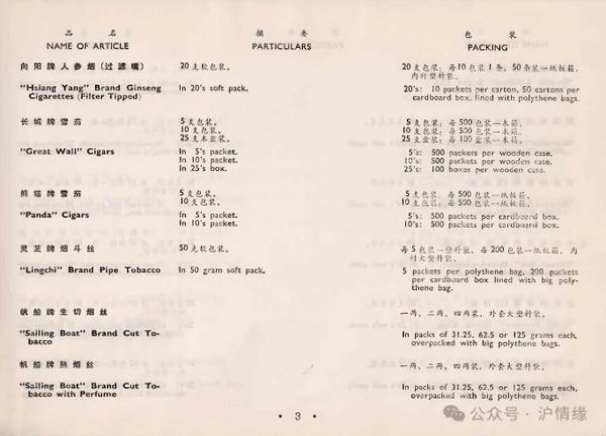 品名 摘要 包装
NAME OF ARTICLE PARTICULARS PACKING
向阳牌人参烟(过滤嘴) 20支软包装。 20支包装：每10包装1条，50条装一纸板箱，
内衬塑料袋。
"Hsiang Yang" Brand Ginseng In 20's soft pack. 20's: 10 packets per carton, 50 cartons per
Cigarettes (Filter Tipped) cardboard box, lined with polythene bags.
长城牌雪茄 5支包装。 5支包装：每500包装一木箱。
10支包装。 10支包装：每500包装一木箱。
25支木盒装。 25支盒装：每100盒装一木箱。
"Great Wall" Cigars In 5's packet. 5's: 500 packets per wooden case.
In 10's packet. 10's: 500 packets per wooden case.
In 25's box. 25's: 100 boxes per wooden case.
熊猫牌雪茄 5支包装。 5支包装：每500包装一纸板箱。
10支包装。 10支包装：每500包装一纸板箱。
"Panda" Cigars In 5's packet. 5's: 500 packets per cardboard box.
In 10's packet. 10's: 500 packets per cardboard box.
灵芝牌烟斗丝 50克软包装。 每5包装一塑料袋，每200包装一纸板箱，内
衬大塑料袋。
"Lingchi" Brand Pipe Tobacco In 50 gram soft pack. 5 packets per polythene bag, 200 packets
per cardboard box lined with big poly-
thene bag.
帆船牌生切烟丝 一两、二两、四两装，外套大塑料袋。
"Sailing Boat" Brand Cut To- In packs of 31.25, 62.5 or 125 grams each,
bacco overpacked with big polythene bags.
帆船牌熟烟丝 一两、二两、四两装，外套大塑料袋。
"Sailing Boat" Brand Cut To- In packs of 31.25, 62.5 or 125 grams each,
bacco with Perfume overpacked with big polythene bags.
• 3 •
公众号·沪情缘